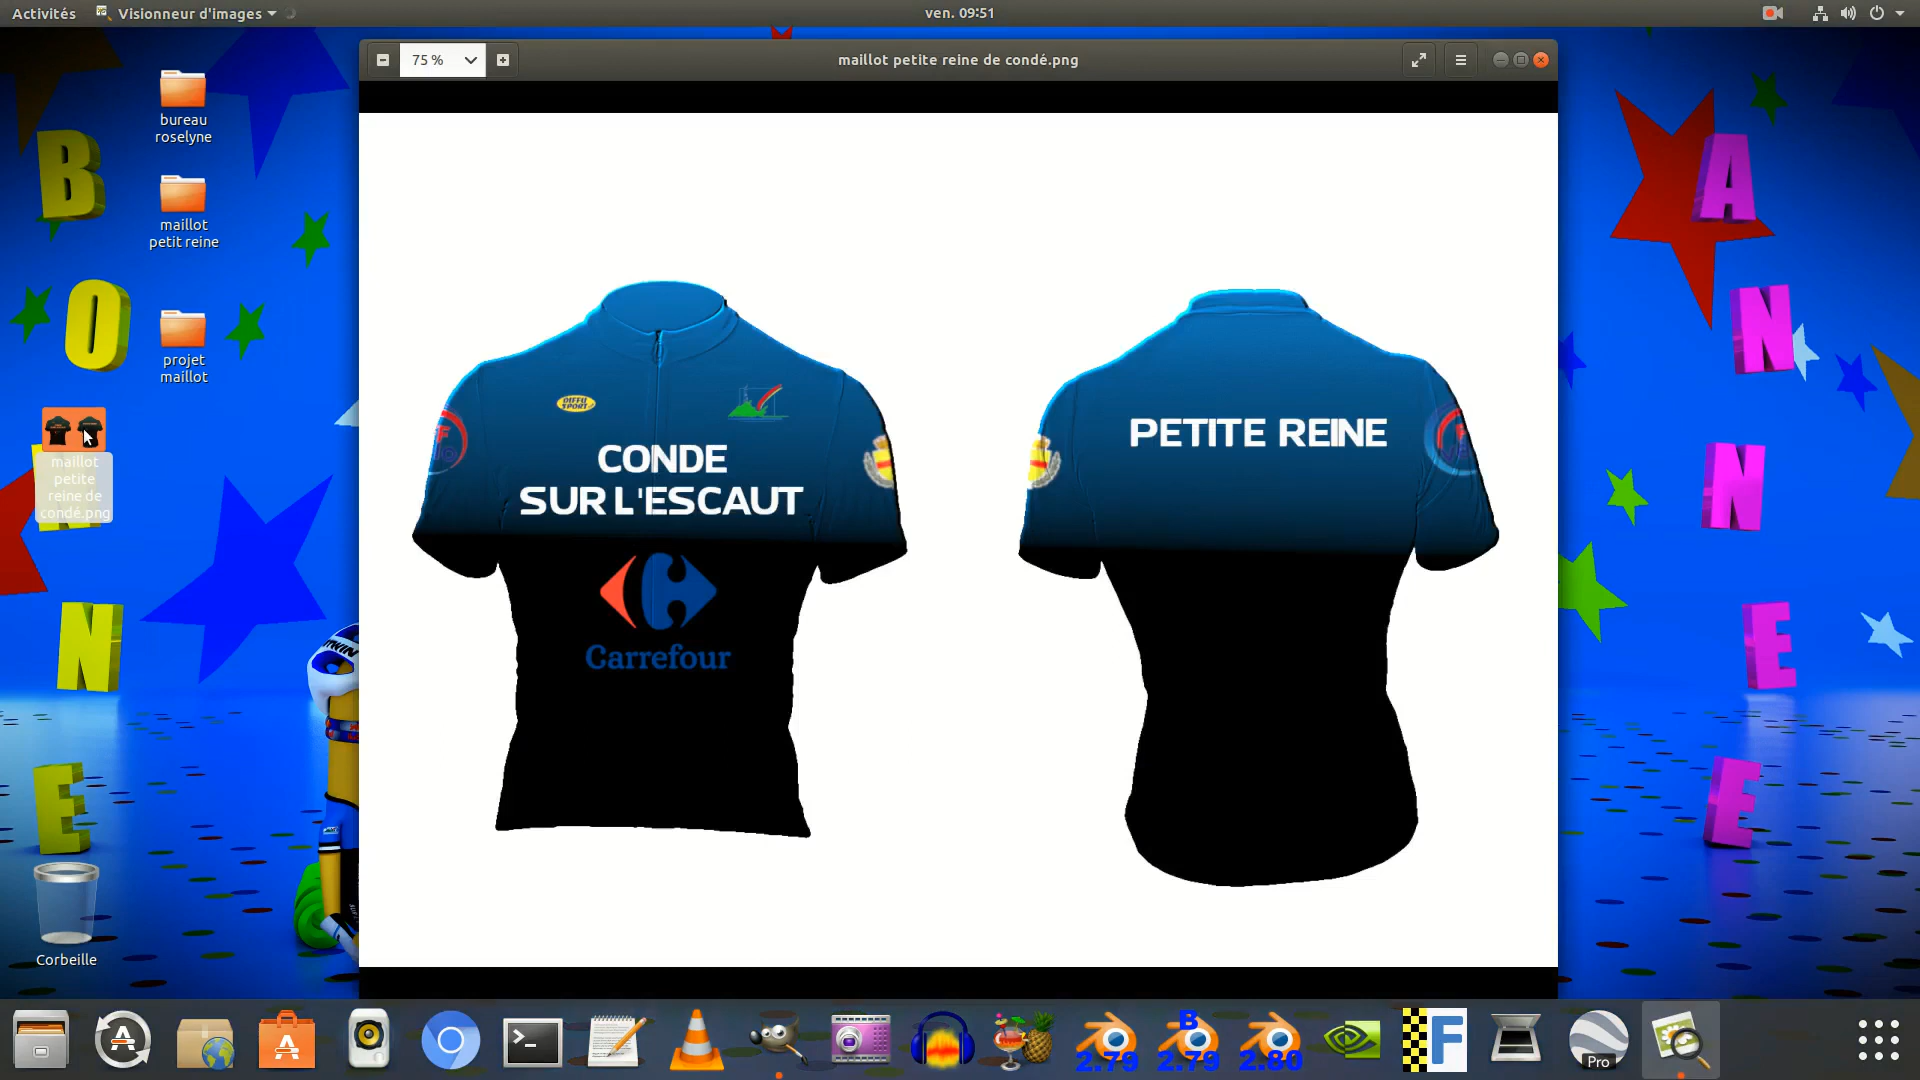 Activités
Visionneur d'images
ven. 09:51
75 %
maillot petite reine de condé.png
bureau
roselyne
maillot
petit reine
projet
maillot
maillot
petite
reine de
condé.png
Corbeille
B
O
N
N
E
A
N
N
E
E
DIFFU
SPORT
CONDE
SUR L'ESCAUT
Carrefour
PETITE REINE
2.79
B
2.79
2.80
F
Pro